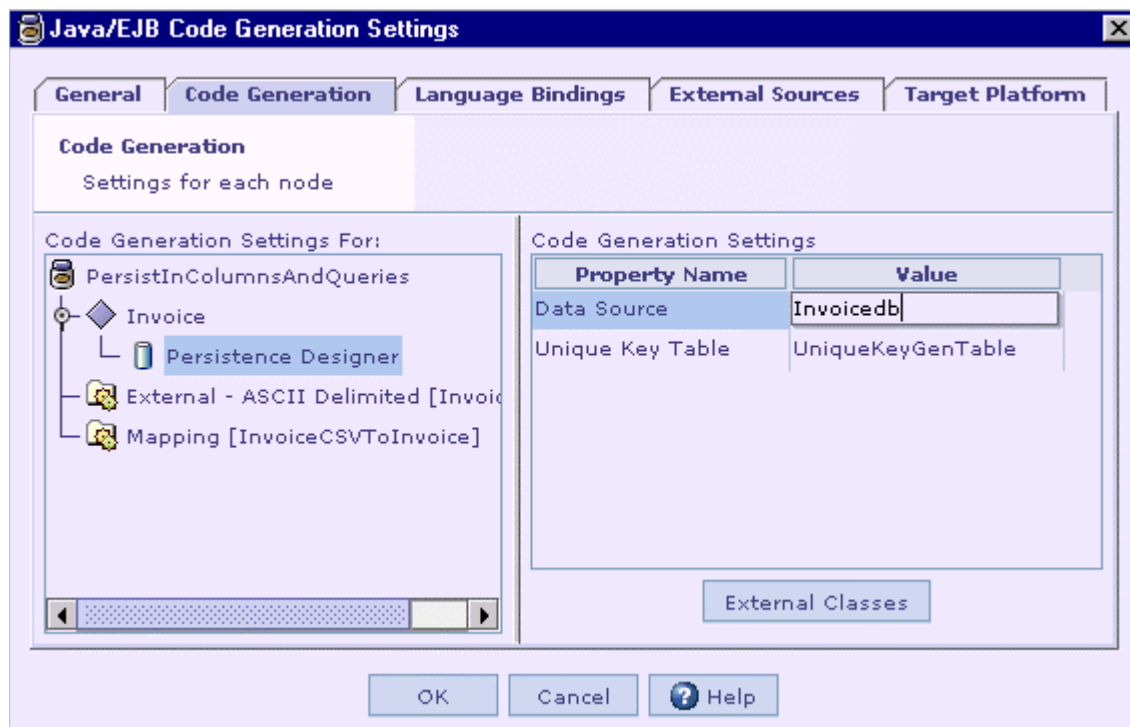 Java/EJB Code Generation Settings
General Code Generation Language Bindings External Sources Target Platform
Code Generation
Settings for each node
Code Generation Settings For:
PersistInColumnsAndQueries
Invoice
Persistence Designer
External - ASCII Delimited [Invoic
Mapping [InvoiceCSVToInvoice]
Code Generation Settings
Property Name Value
Data Source Invoicedb
Unique Key Table UniqueKeyGenTable
External Classes
OK Cancel Help